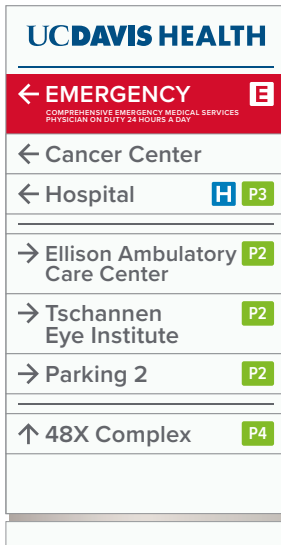 UCDAVIS HEALTH
← EMERGENCY E
COMPREHENSIVE EMERGENCY MEDICAL SERVICES
PHYSICIAN ON DUTY 24 HOURS A DAY
← Cancer Center
← Hospital H P3
→ Ellison Ambulatory P2
Care Center
→ Tschannen P2
Eye Institute
→ Parking 2 P2
↑ 48X Complex P4